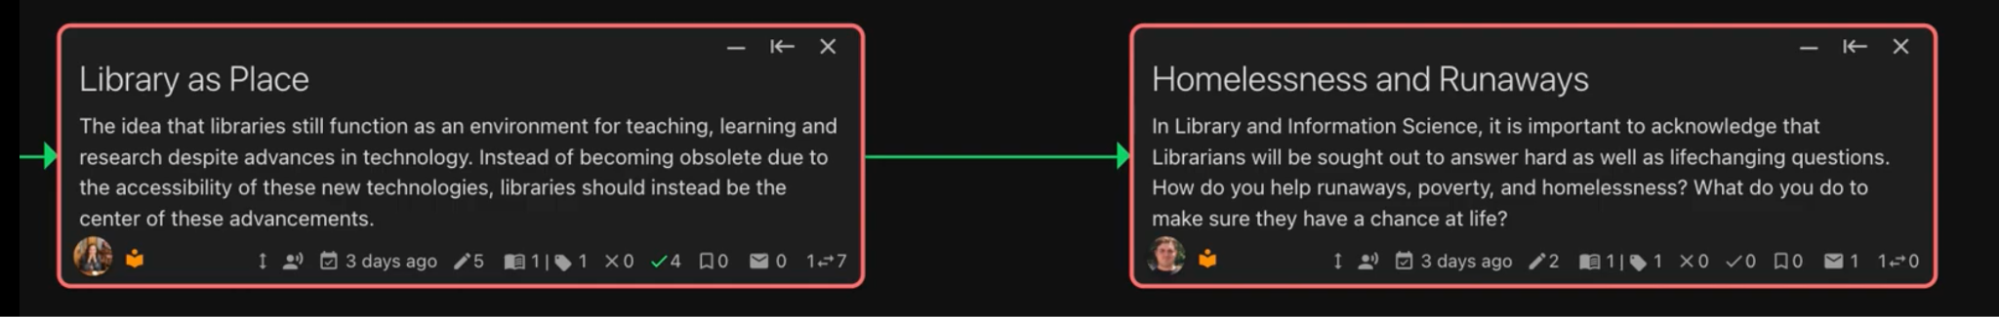 Library as Place
The idea that libraries still function as an environment for teaching, learning and
research despite advances in technology. Instead of becoming obsolete due to
the accessibility of these new technologies, libraries should instead be the
center of these advancements.
3 days ago 5 1 | 1 0 4 0 0 1 7
Homelessness and Runaways
In Library and Information Science, it is important to acknowledge that
Librarians will be sought out to answer hard as well as lifechanging questions.
How do you help runaways, poverty, and homelessness? What do you do to
make sure they have a chance at life?
3 days ago 2 1 | 1 0 0 0 1 1 0